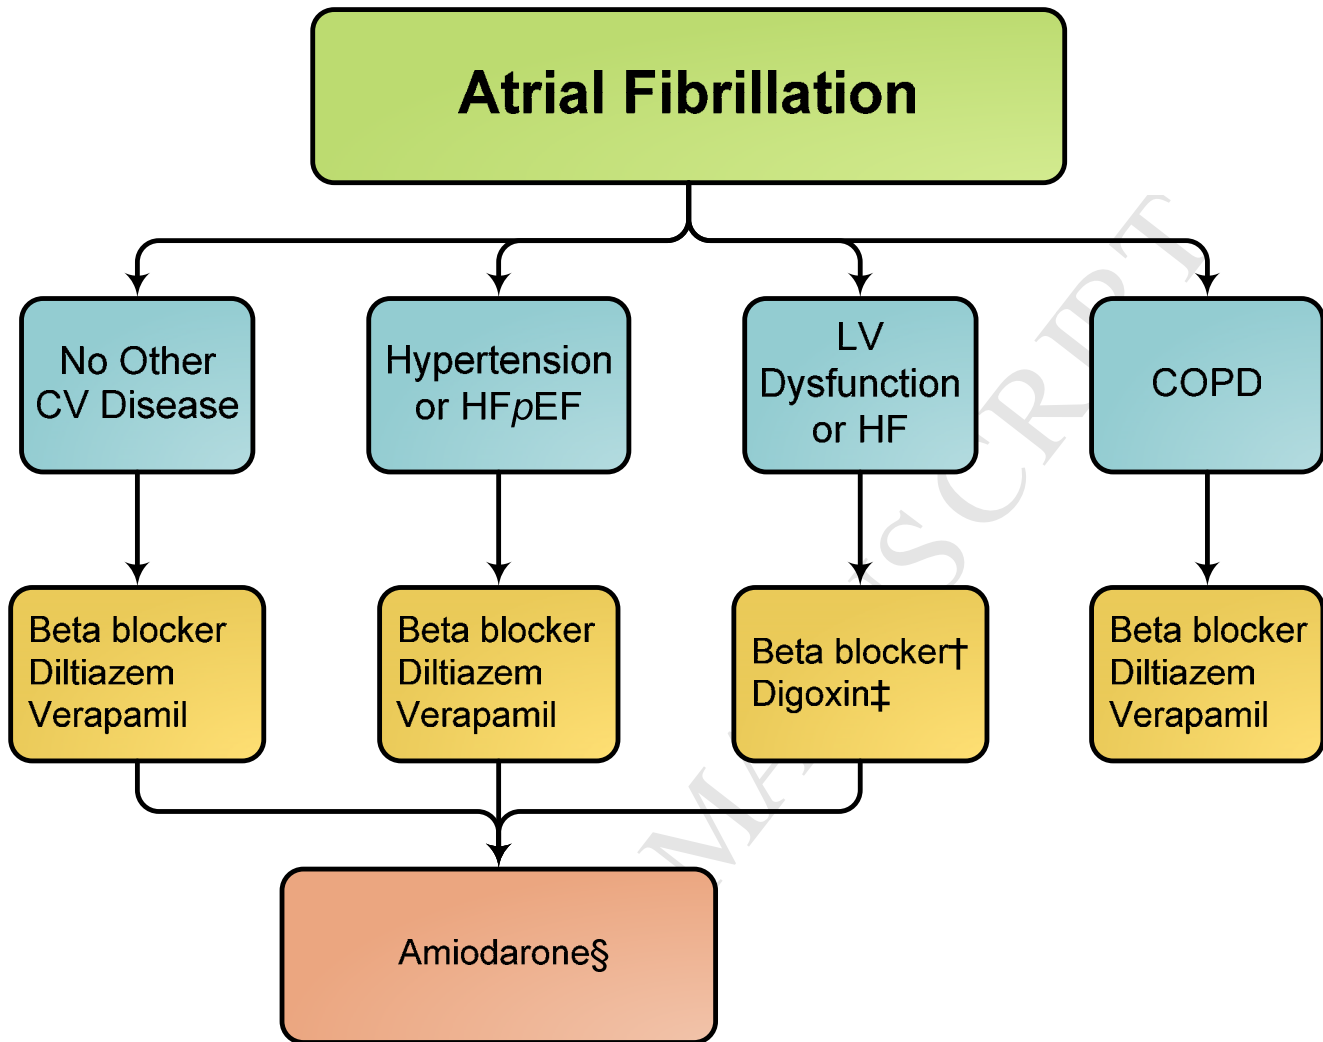 Atrial Fibrillation
No Other
CV Disease
Hypertension
or HFpEF
LV
Dysfunction
or HF
COPD
Beta blocker
Diltiazem
Verapamil
Beta blocker
Diltiazem
Verapamil
Beta blocker†
Digoxin‡
Beta blocker
Diltiazem
Verapamil
Amiodarone§
MANUSCRIPT